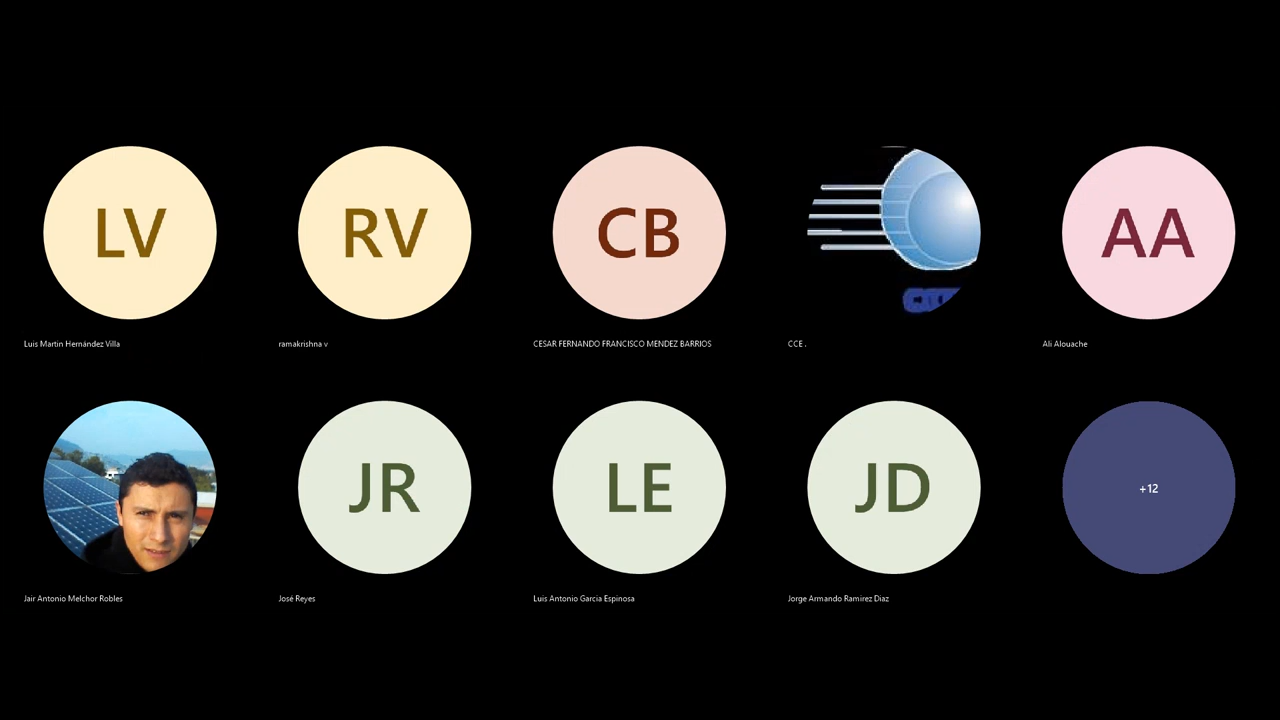 LV
RV
CB
AA
Luis Martin Hernández Villa
ramakrishna v
CESAR FERNANDO FRANCISCO MENDEZ BARRIOS
CCE .
Ali Alouache
JR
LE
JD
+12
Jair Antonio Melchor Robles
José Reyes
Luis Antonio Garcia Espinosa
Jorge Armando Ramirez Diaz